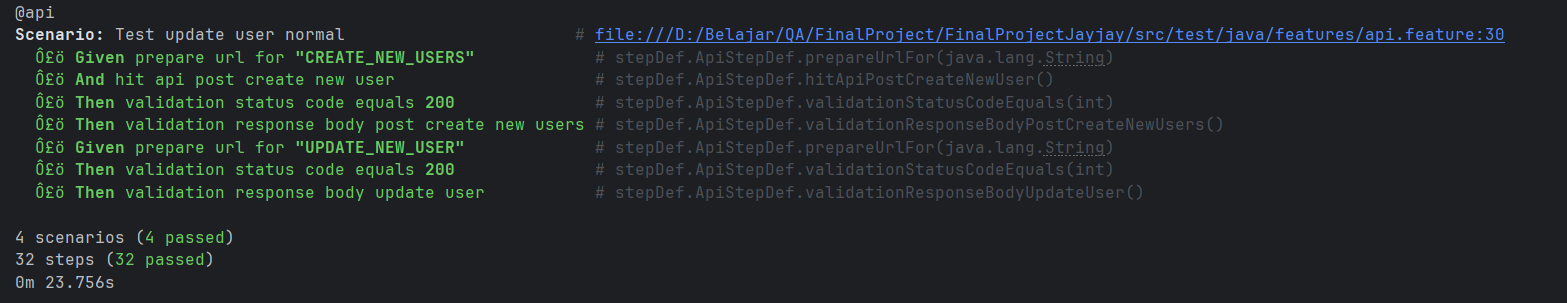 @api
Scenario: Test update user normal # file:///D:/Belajar/QA/FinalProject/FinalProjectJayjay/src/test/java/features/api.feature:30
Ô£ö Given prepare url for "CREATE_NEW_USERS" # stepDef.ApiStepDef.prepareUrlFor(java.lang.String)
Ô£ö And hit api post create new user # stepDef.ApiStepDef.hitApiPostCreateNewUser()
Ô£ö Then validation status code equals 200 # stepDef.ApiStepDef.validationStatusCodeEquals(int)
Ô£ö Then validation response body post create new users # stepDef.ApiStepDef.validationResponseBodyPostCreateNewUsers()
Ô£ö Given prepare url for "UPDATE_NEW_USER" # stepDef.ApiStepDef.prepareUrlFor(java.lang.String)
Ô£ö Then validation status code equals 200 # stepDef.ApiStepDef.validationStatusCodeEquals(int)
Ô£ö Then validation response body update user # stepDef.ApiStepDef.validationResponseBodyUpdateUser()
4 scenarios (4 passed)
32 steps (32 passed)
0m 23.756s